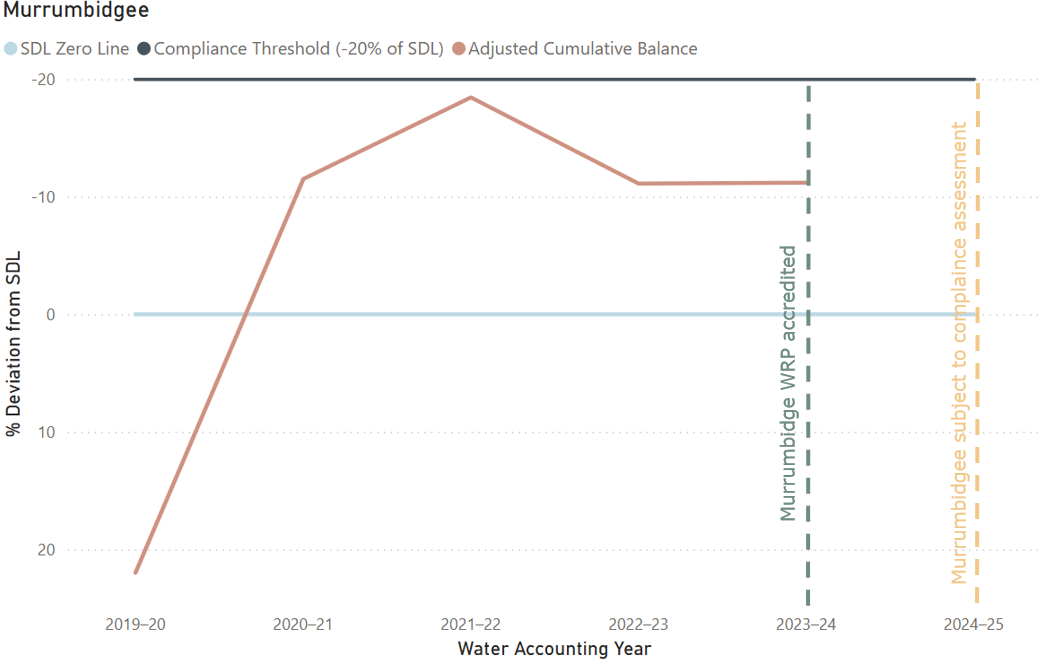 Murrumbidgee
SDL Zero Line Compliance Threshold (-20% of SDL) Adjusted Cumulative Balance
% Deviation from SDL
-20
-10
0
10
20
Murrumbidge WRP accredited
Murrumbidgee subject to complaince assessment
2019–20 2020–21 2021–22 2022–23 2023–24 2024–25
Water Accounting Year